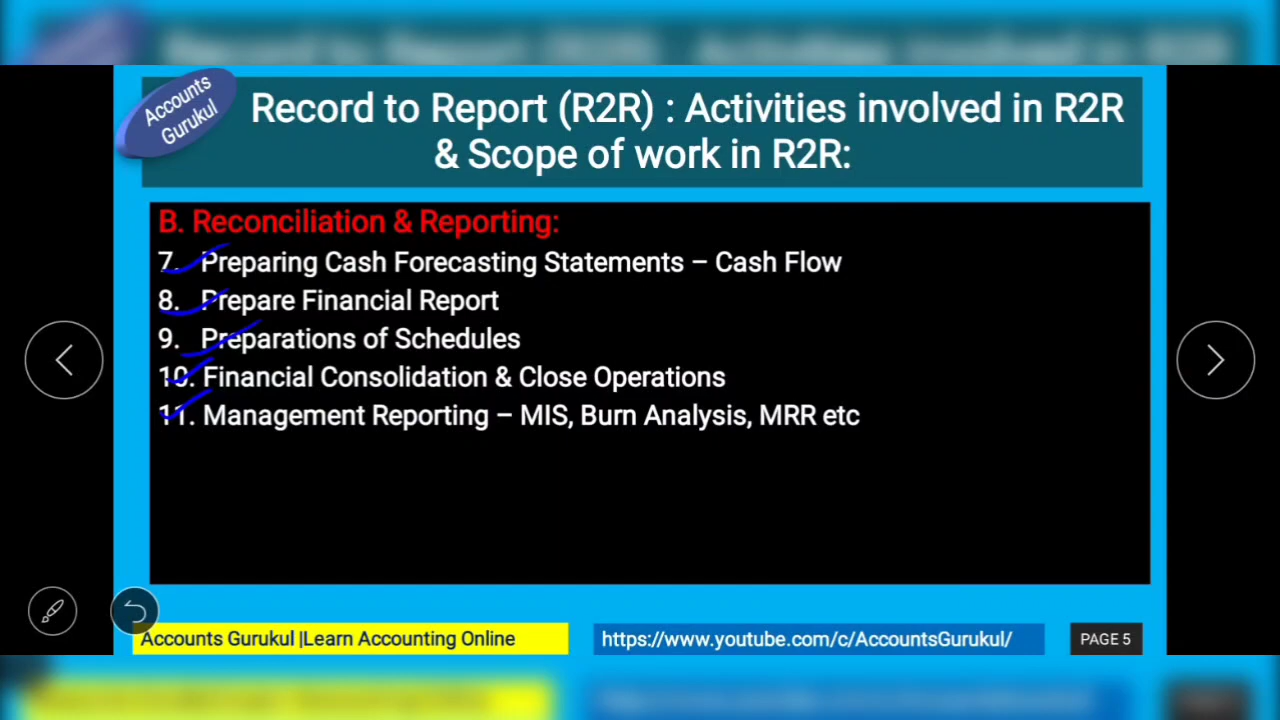 Accounts
Gurukul
Record to Report (R2R) : Activities involved in R2R
& Scope of work in R2R:
B. Reconciliation & Reporting:
7. Preparing Cash Forecasting Statements – Cash Flow
8. Prepare Financial Report
9. Preparations of Schedules
10. Financial Consolidation & Close Operations
11. Management Reporting – MIS, Burn Analysis, MRR etc
Accounts Gurukul |Learn Accounting Online
https://www.youtube.com/c/AccountsGurukul/
PAGE 5